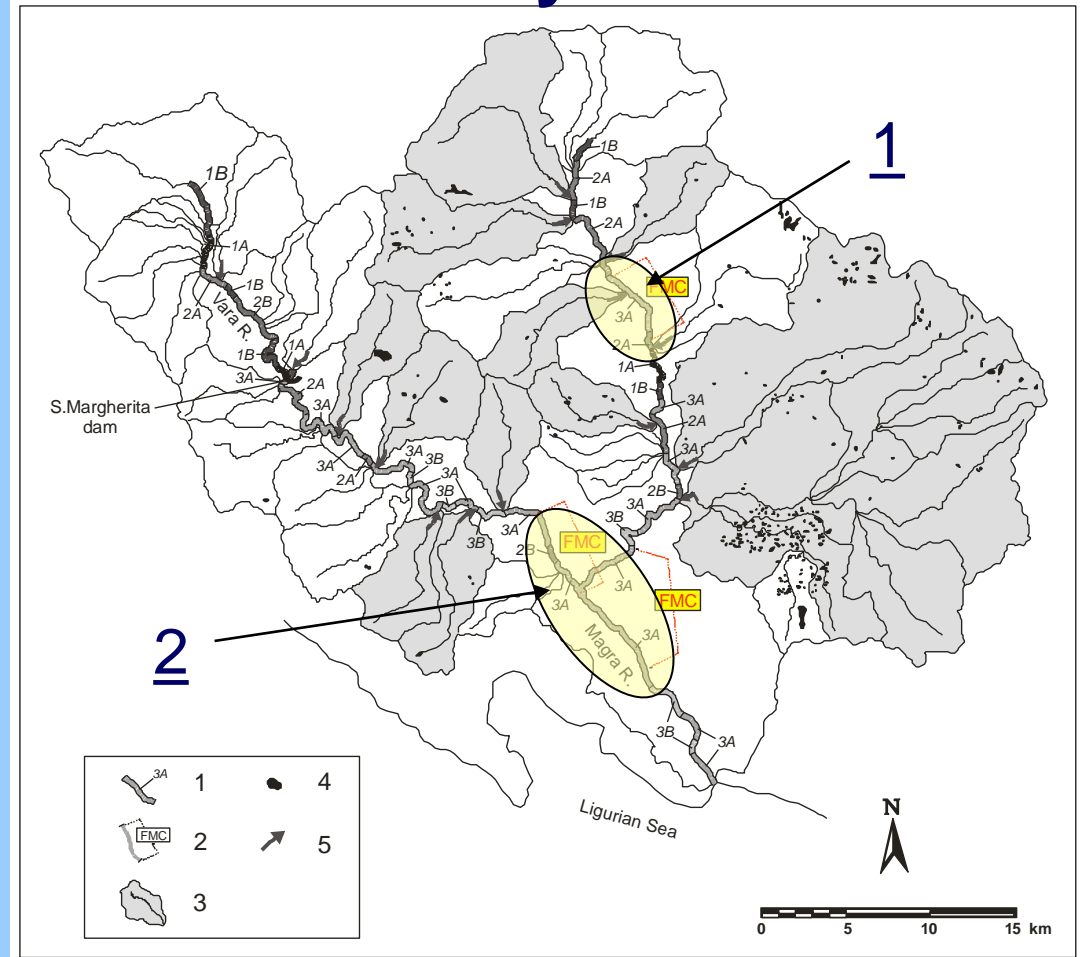 1B
2A
1
1B
1B
2A
1A
FMC
1B
2B
3A
2A
Vara R.
2A
1A
1B
1A
3A
2A
1B
S.Margherita
dam
3A
3A
2A
3A
3A
3B
3A
2A
3A
3B
2B
3A
3B
3A
3B
2B
FMC
3A
3A
FMC
2
3A
Magra R.
3B
3A
3A 1
4
FMC 2
5
3
Ligurian Sea
N
0 5 10 15 km